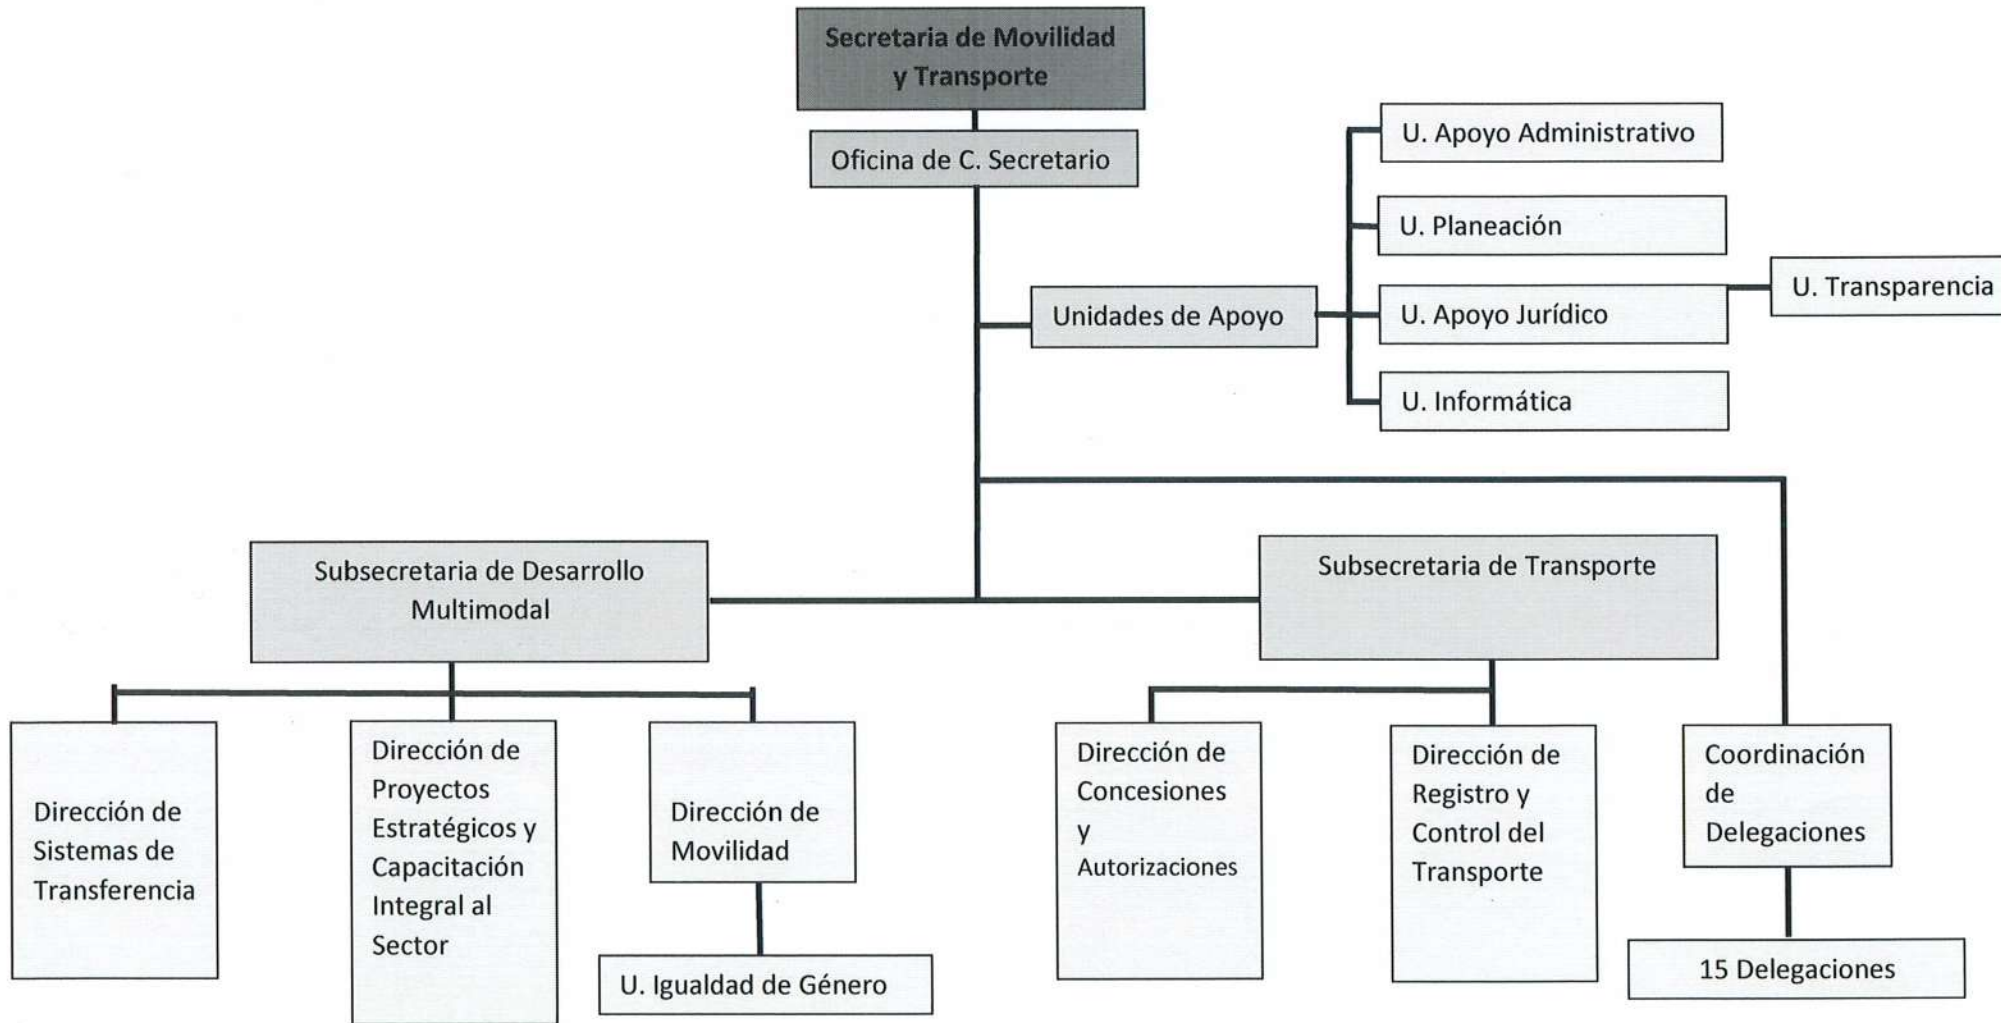 Secretaria de Movilidad
y Transporte
Oficina de C. Secretario
U. Apoyo Administrativo
U. Planeación
U. Transparencia
Unidades de Apoyo
U. Apoyo Jurídico
U. Informática
Subsecretaria de Desarrollo
Multimodal
Subsecretaria de Transporte
Dirección de
Sistemas de
Transferencia
Dirección de
Proyectos
Estratégicos y
Capacitación
Integral al
Sector
Dirección de
Movilidad
U. Igualdad de Género
Dirección de
Concesiones
y
Autorizaciones
Dirección de
Registro y
Control del
Transporte
Coordinación
de
Delegaciones
15 Delegaciones